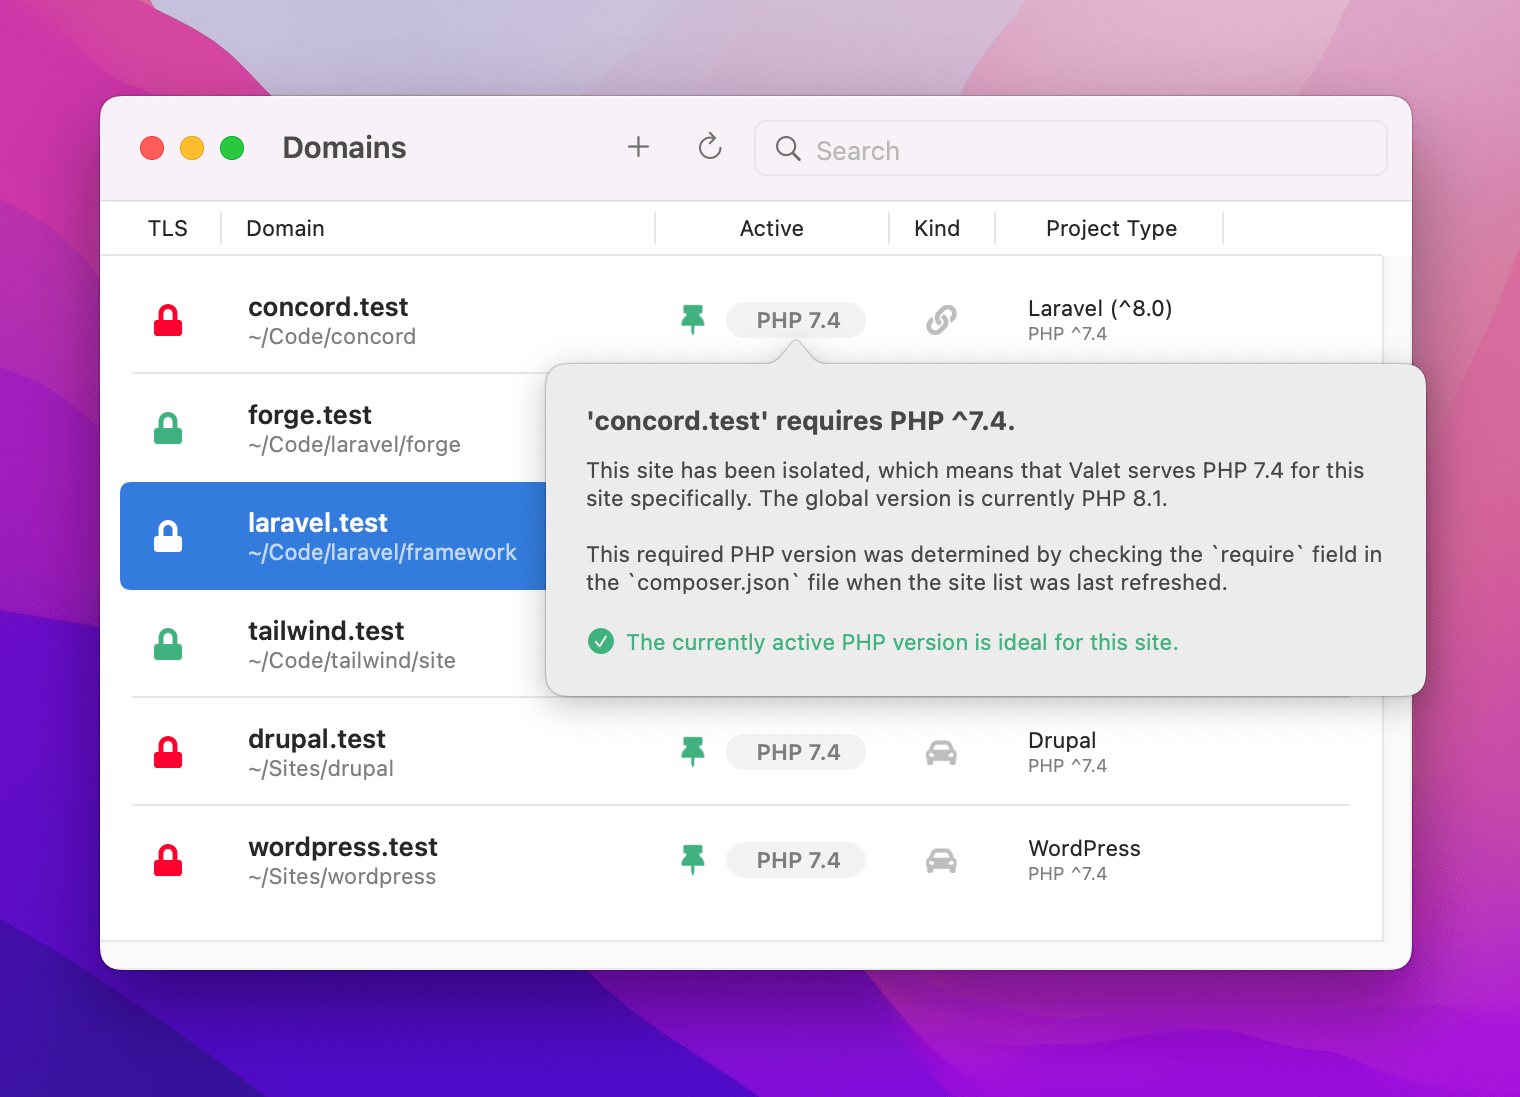 Domains
Search
TLS Domain Active Kind Project Type
concord.test
~/Code/concord
PHP 7.4
Laravel (^8.0)
PHP ^7.4
forge.test
~/Code/laravel/forge
laravel.test
~/Code/laravel/framework
tailwind.test
~/Code/tailwind/site
'concord.test' requires PHP ^7.4.
This site has been isolated, which means that Valet serves PHP 7.4 for this
site specifically. The global version is currently PHP 8.1.
This required PHP version was determined by checking the `require` field in
the `composer.json` file when the site list was last refreshed.
The currently active PHP version is ideal for this site.
drupal.test
~/Sites/drupal
PHP 7.4
Drupal
PHP ^7.4
wordpress.test
~/Sites/wordpress
PHP 7.4
WordPress
PHP ^7.4